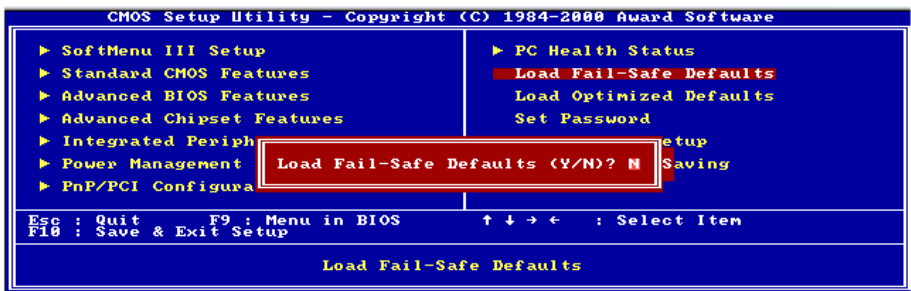 CMOS Setup Utility - Copyright (C) 1984-2000 Award Software
SoftMenu III Setup
Standard CMOS Features
Advanced BIOS Features
Advanced Chipset Features
Integrated Periph
Power Management
PnP/PCI Configura
PC Health Status
Load Fail-Safe Defaults
Load Optimized Defaults
Set Password
etup
Saving
Load Fail-Safe Defaults (Y/N)? N
Esc : Quit F9 : Menu in BIOS ↑ ↓ → ← : Select Item
F10 : Save & Exit Setup
Load Fail-Safe Defaults